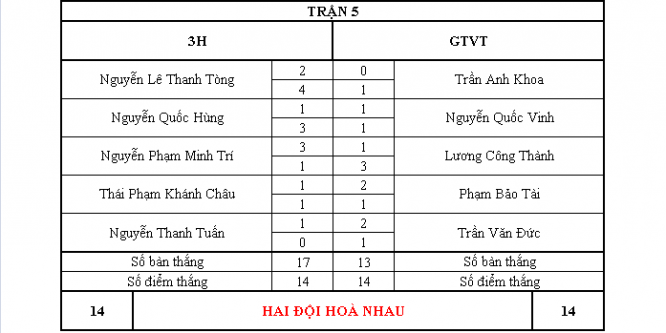 TRẬN 5
3H GTVT
Nguyễn Lê Thanh Tòng 2 0 Trần Anh Khoa
4 1
Nguyễn Quốc Hùng 1 1 Nguyễn Quốc Vinh
3 1
Nguyễn Phạm Minh Trí 3 1 Lương Công Thành
1 3
Thái Phạm Khánh Châu 1 2 Phạm Bảo Tài
1 1
Nguyễn Thanh Tuấn 1 2 Trần Văn Đức
0 1
Số bàn thắng 17 13 Số bàn thắng
Số điểm thắng 14 14 Số điểm thắng
14 HAI ĐỘI HOÀ NHAU 14